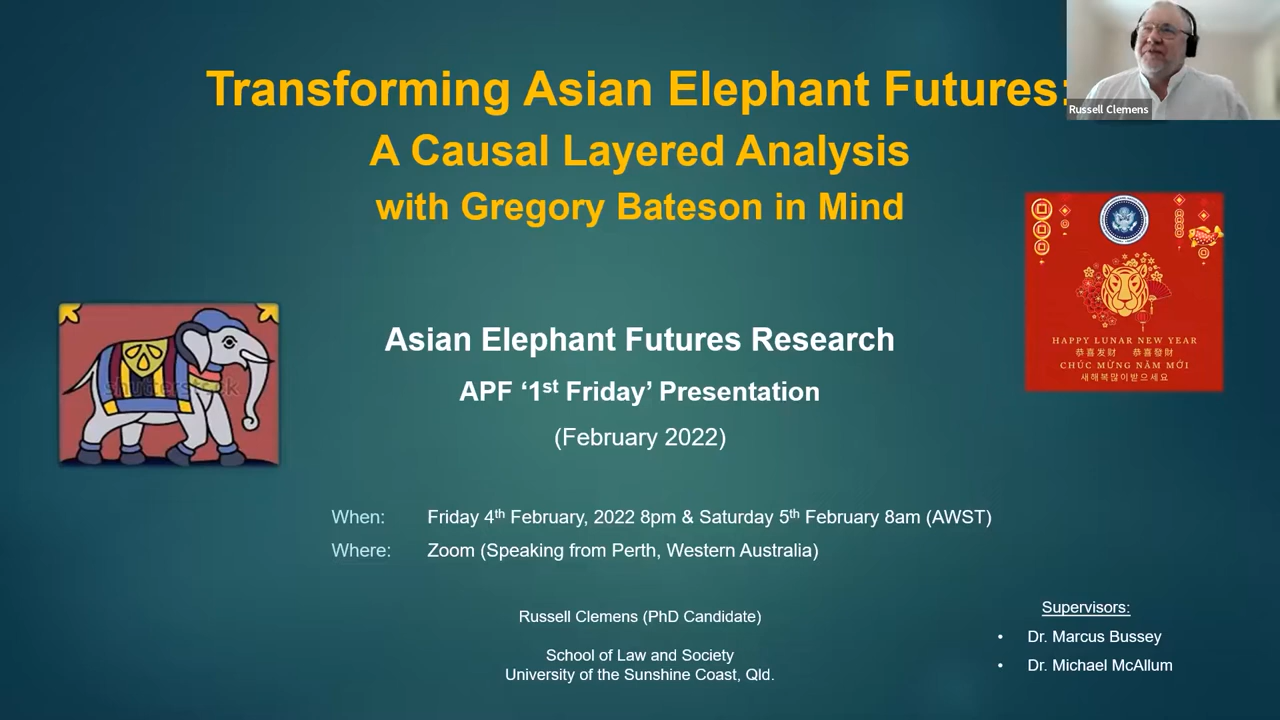 Transforming Asian Elephant Futures:
A Causal Layered Analysis
with Gregory Bateson in Mind
Russell Clemens
HAPPY LUNAR NEW YEAR
恭喜发财 恭喜發財
CHÚC MỪNG NĂM MỚI
새해복많이받으세요
shutterstock
Asian Elephant Futures Research
APF ‘1st Friday’ Presentation
(February 2022)
When: Friday 4th February, 2022 8pm & Saturday 5th February 8am (AWST)
Where: Zoom (Speaking from Perth, Western Australia)
Russell Clemens (PhD Candidate)
School of Law and Society
University of the Sunshine Coast, Qld.
Supervisors:
• Dr. Marcus Bussey
• Dr. Michael McAllum